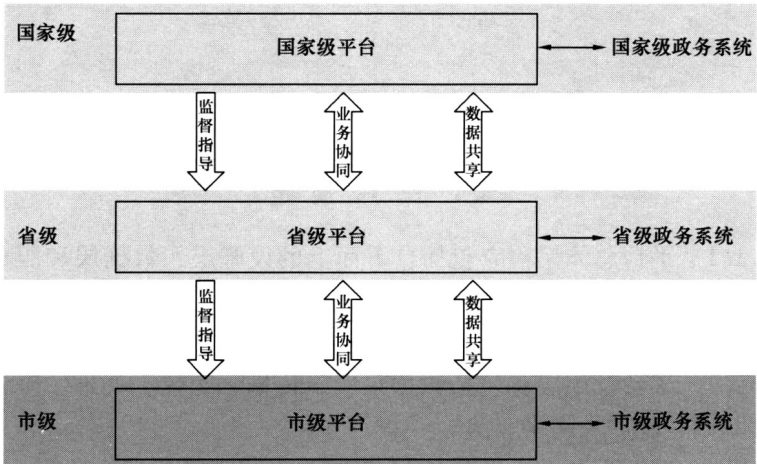 国家级
国家级平台
国家级政务系统
监督指导
业务协同
数据共享
省级
省级平台
省级政务系统
监督指导
业务协同
数据共享
市级
市级平台
市级政务系统